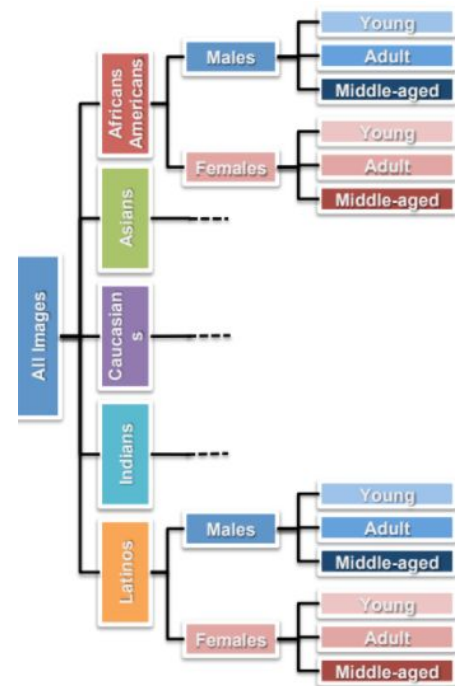 All Images
Africans
Americans
Males
Young
Adult
Middle-aged
Females
Young
Adult
Middle-aged
Asians
Caucasian
s
Indians
Latinos
Males
Young
Adult
Middle-aged
Females
Young
Adult
Middle-aged